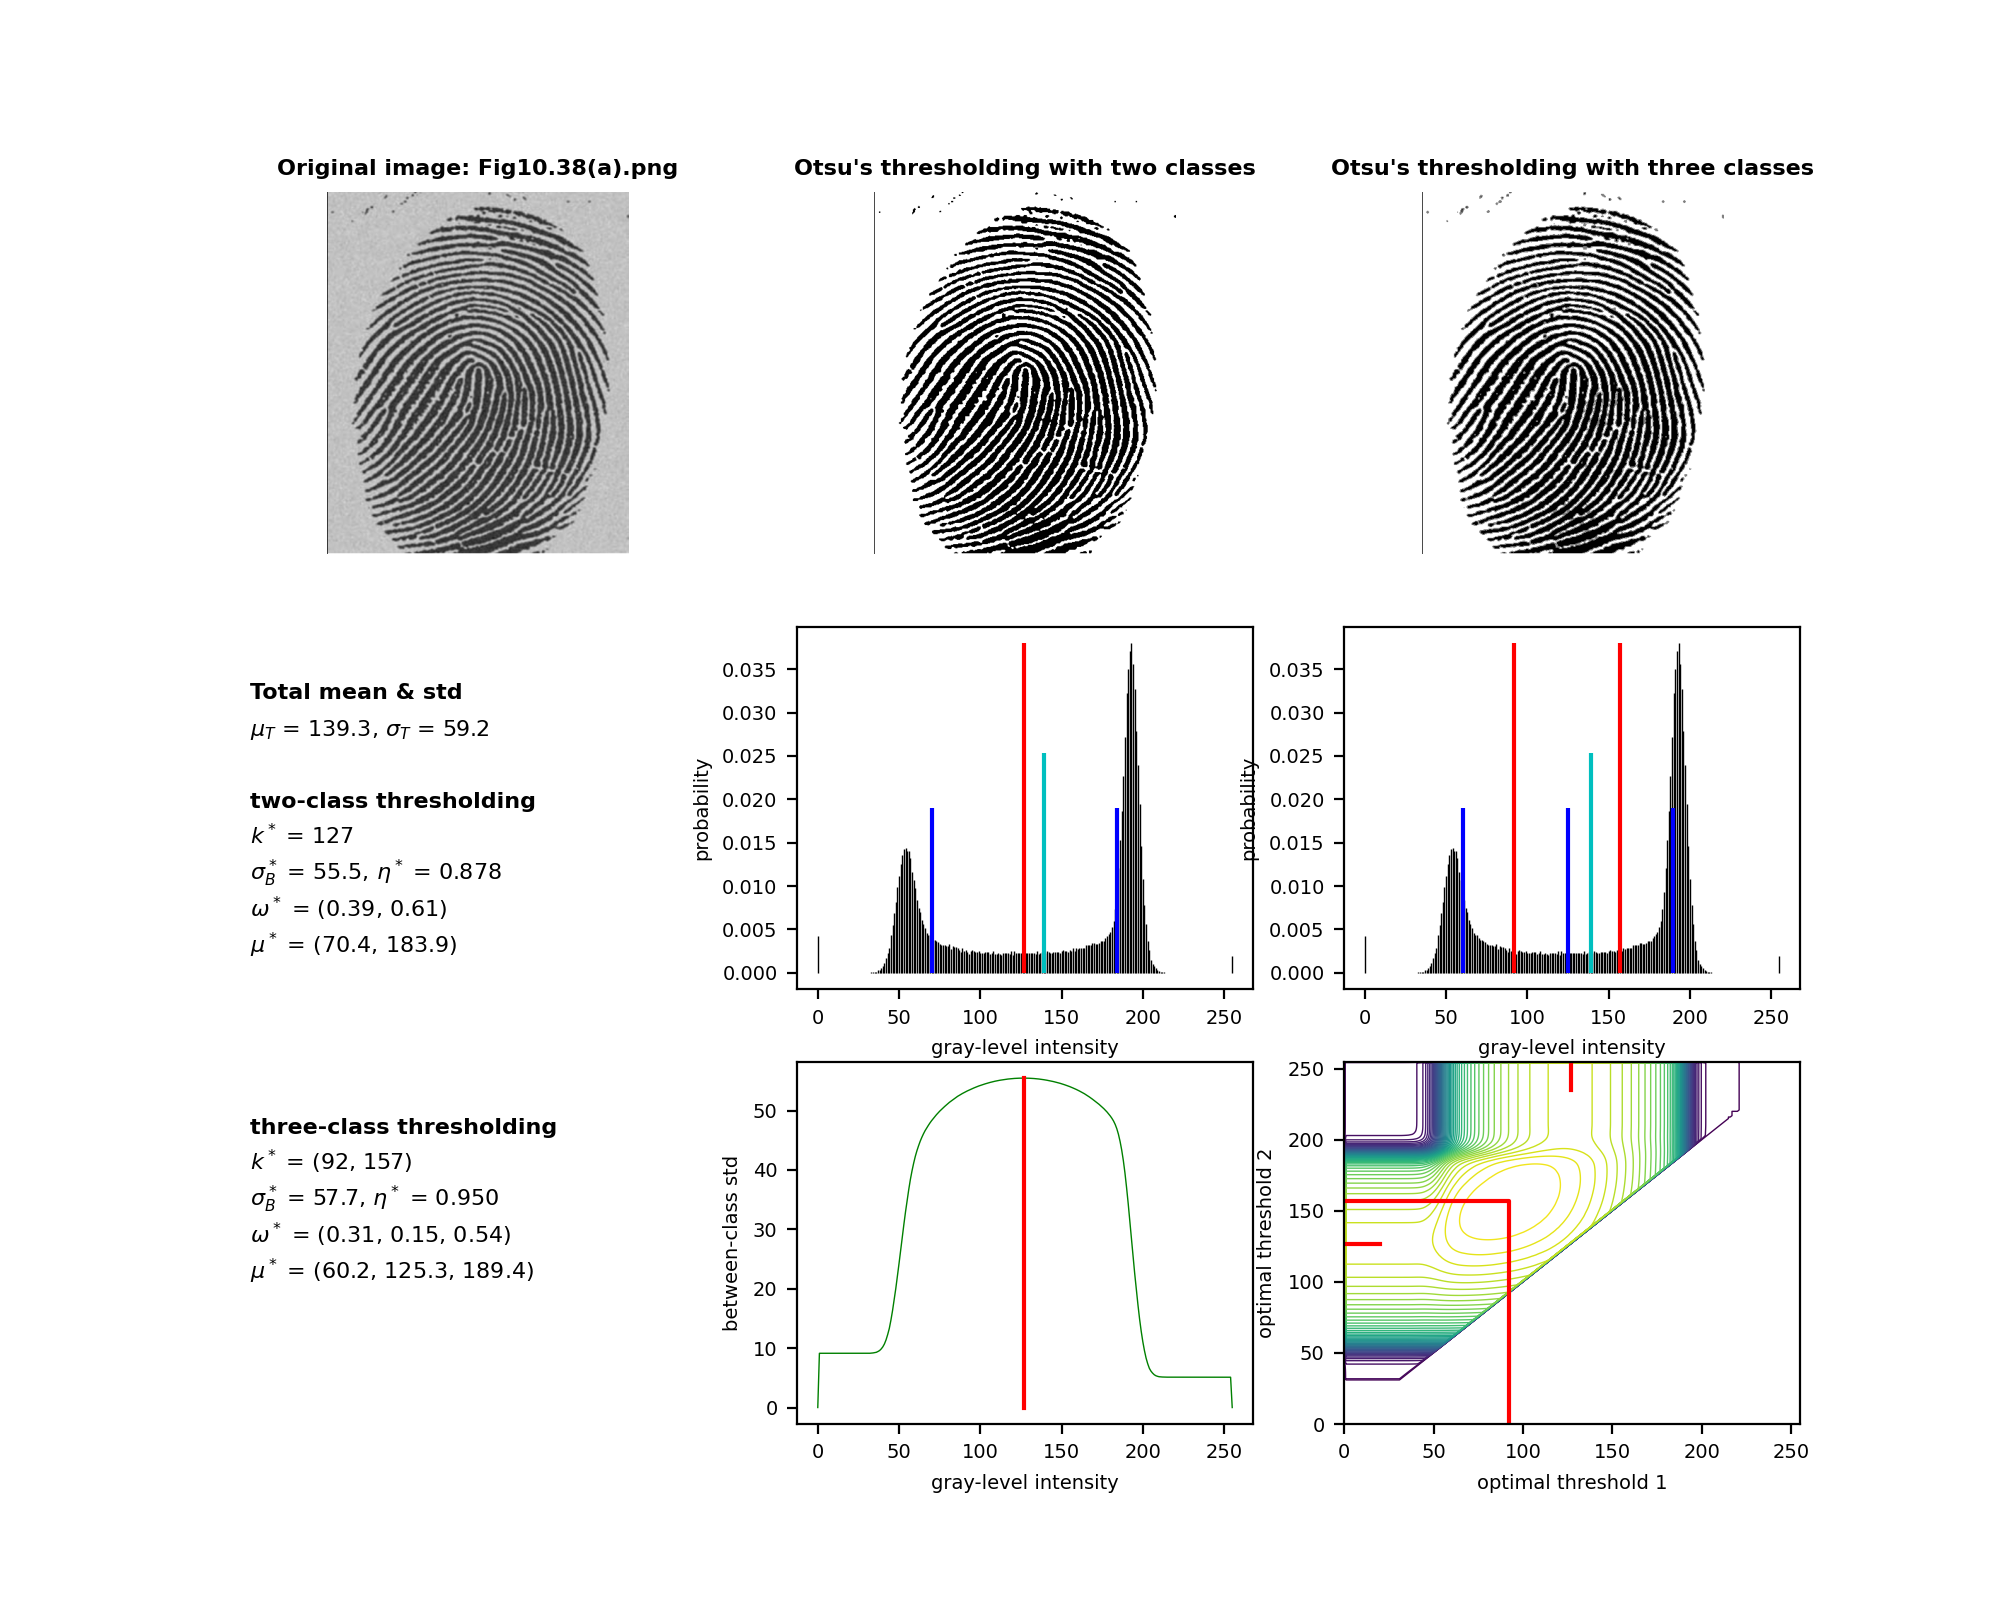 Original image: Fig10.38(a).png
Otsu's thresholding with two classes
Otsu's thresholding with three classes
Total mean & std
μ_T = 139.3, σ_T = 59.2
two-class thresholding
k* = 127
σ*_B = 55.5, η* = 0.878
ω* = (0.39, 0.61)
μ* = (70.4, 183.9)
probability
0.035
0.030
0.025
0.020
0.015
0.010
0.005
0.000
0 50 100 150 200 250
gray-level intensity
probability
0.035
0.030
0.025
0.020
0.015
0.010
0.005
0.000
0 50 100 150 200 250
gray-level intensity
three-class thresholding
k* = (92, 157)
σ*_B = 57.7, η* = 0.950
ω* = (0.31, 0.15, 0.54)
μ* = (60.2, 125.3, 189.4)
between-class std
50
40
30
20
10
0
0 50 100 150 200 250
gray-level intensity
optimal threshold 2
250
200
150
100
50
0
0 50 100 150 200 250
optimal threshold 1